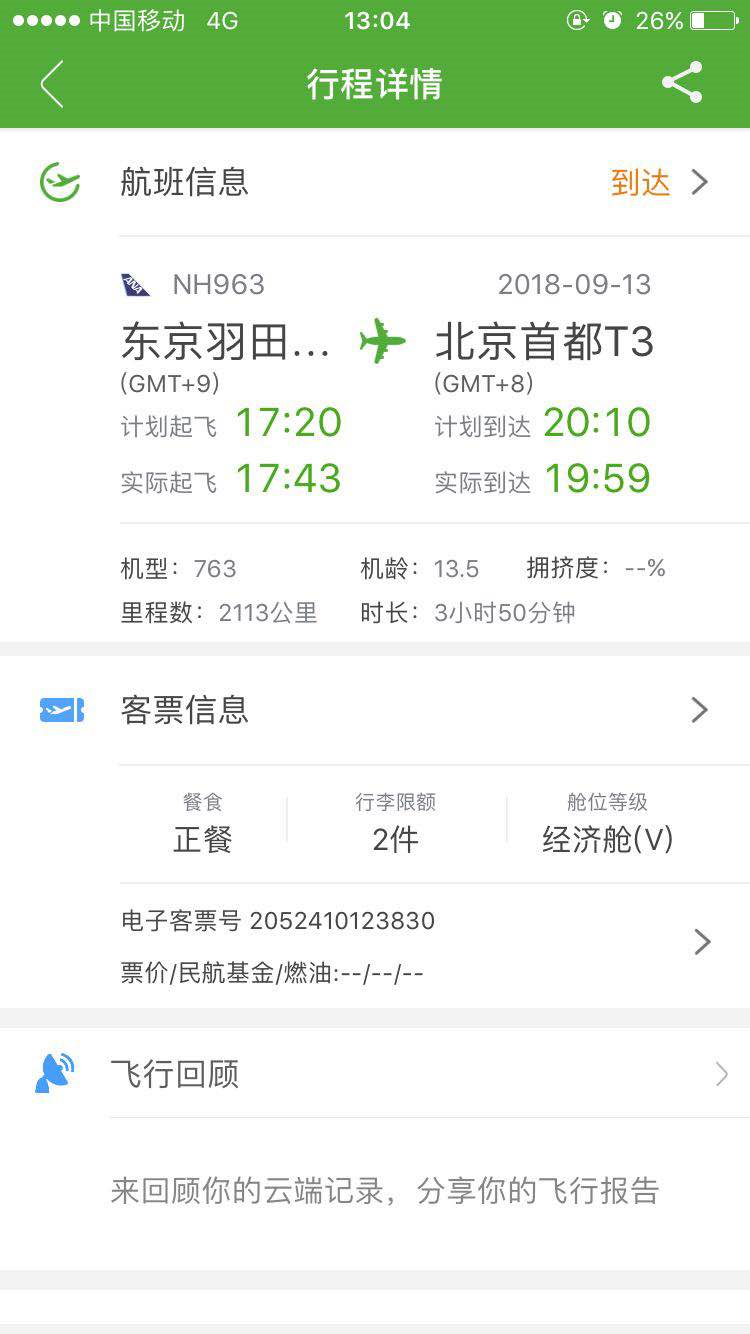 中国移动 4G 13:04 26%
行程详情
航班信息 到达
ANA NH963 2018-09-13
东京羽田... 北京首都T3
(GMT+9) (GMT+8)
计划起飞 17:20 计划到达 20:10
实际起飞 17:43 实际到达 19:59
机型：763 机龄：13.5 拥挤度：--%
里程数：2113公里 时长：3小时50分钟
客票信息
餐食 行李限额 舱位等级
正餐 2件 经济舱(V)
电子客票号 2052410123830
票价/民航基金/燃油:--/--/--
飞行回顾
来回顾你的云端记录，分享你的飞行报告